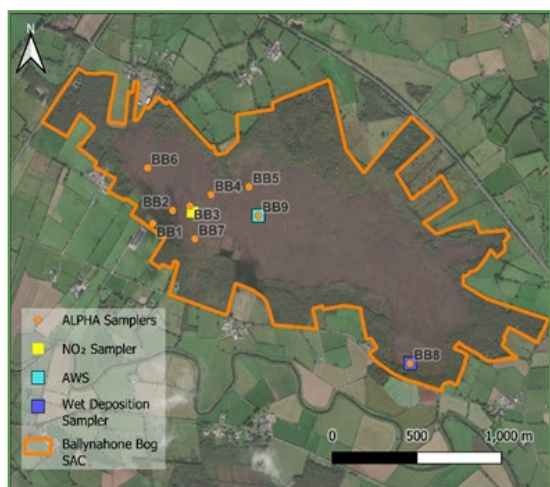 N
BB6
BB4
BB5
BB2
BB3
BB9
BB1
BB7
ALPHA Samplers
NO₂ Sampler
AWS
BB8
Wet Deposition
Sampler
Ballynahone Bog
SAC
0 500 1,000 m